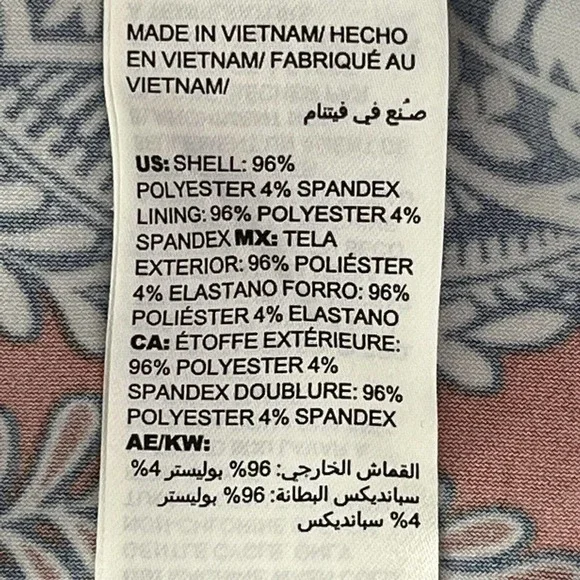 MADE IN VIETNAM/ HECHO
EN VIETNAM/ FABRIQUÉ AU
VIETNAM/
صُنع في فيتنام
US: SHELL: 96%
POLYESTER 4% SPANDEX
LINING: 96% POLYESTER 4%
SPANDEX MX: TELA
EXTERIOR: 96% POLIÉSTER
4% ELASTANO FORRO: 96%
POLIÉSTER 4% ELASTANO
CA: ÉTOFFE EXTÉRIEURE:
96% POLYESTER 4%
SPANDEX DOUBLURE: 96%
POLYESTER 4% SPANDEX
AE/KW:
القماش الخارجي: 96% بوليستر 4%
سبانديكس البطانة: 96% بوليستر
4% سبانديكس